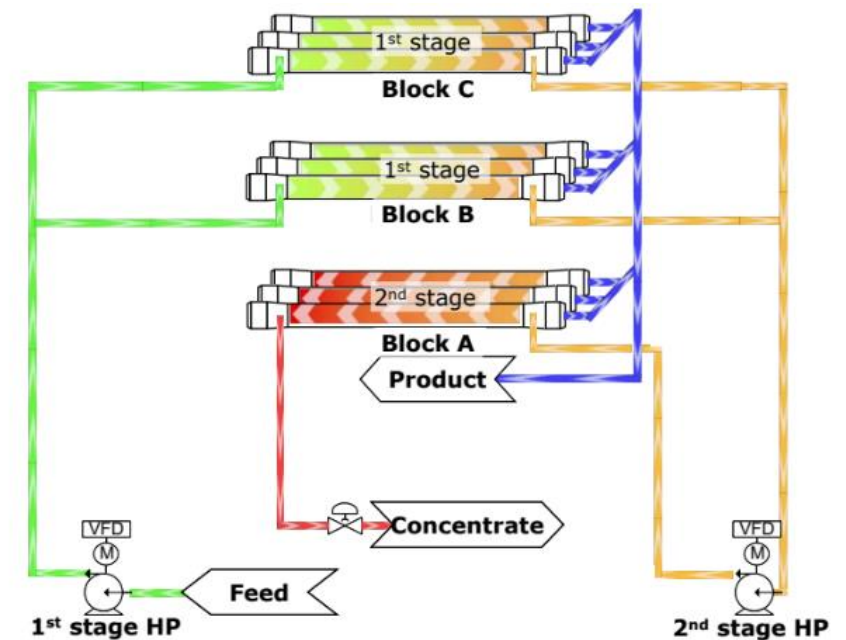 1st stage
Block C
1st stage
Block B
2nd stage
Block A
Product
Concentrate
VFD
M
VFD
M
Feed
1st stage HP
2nd stage HP